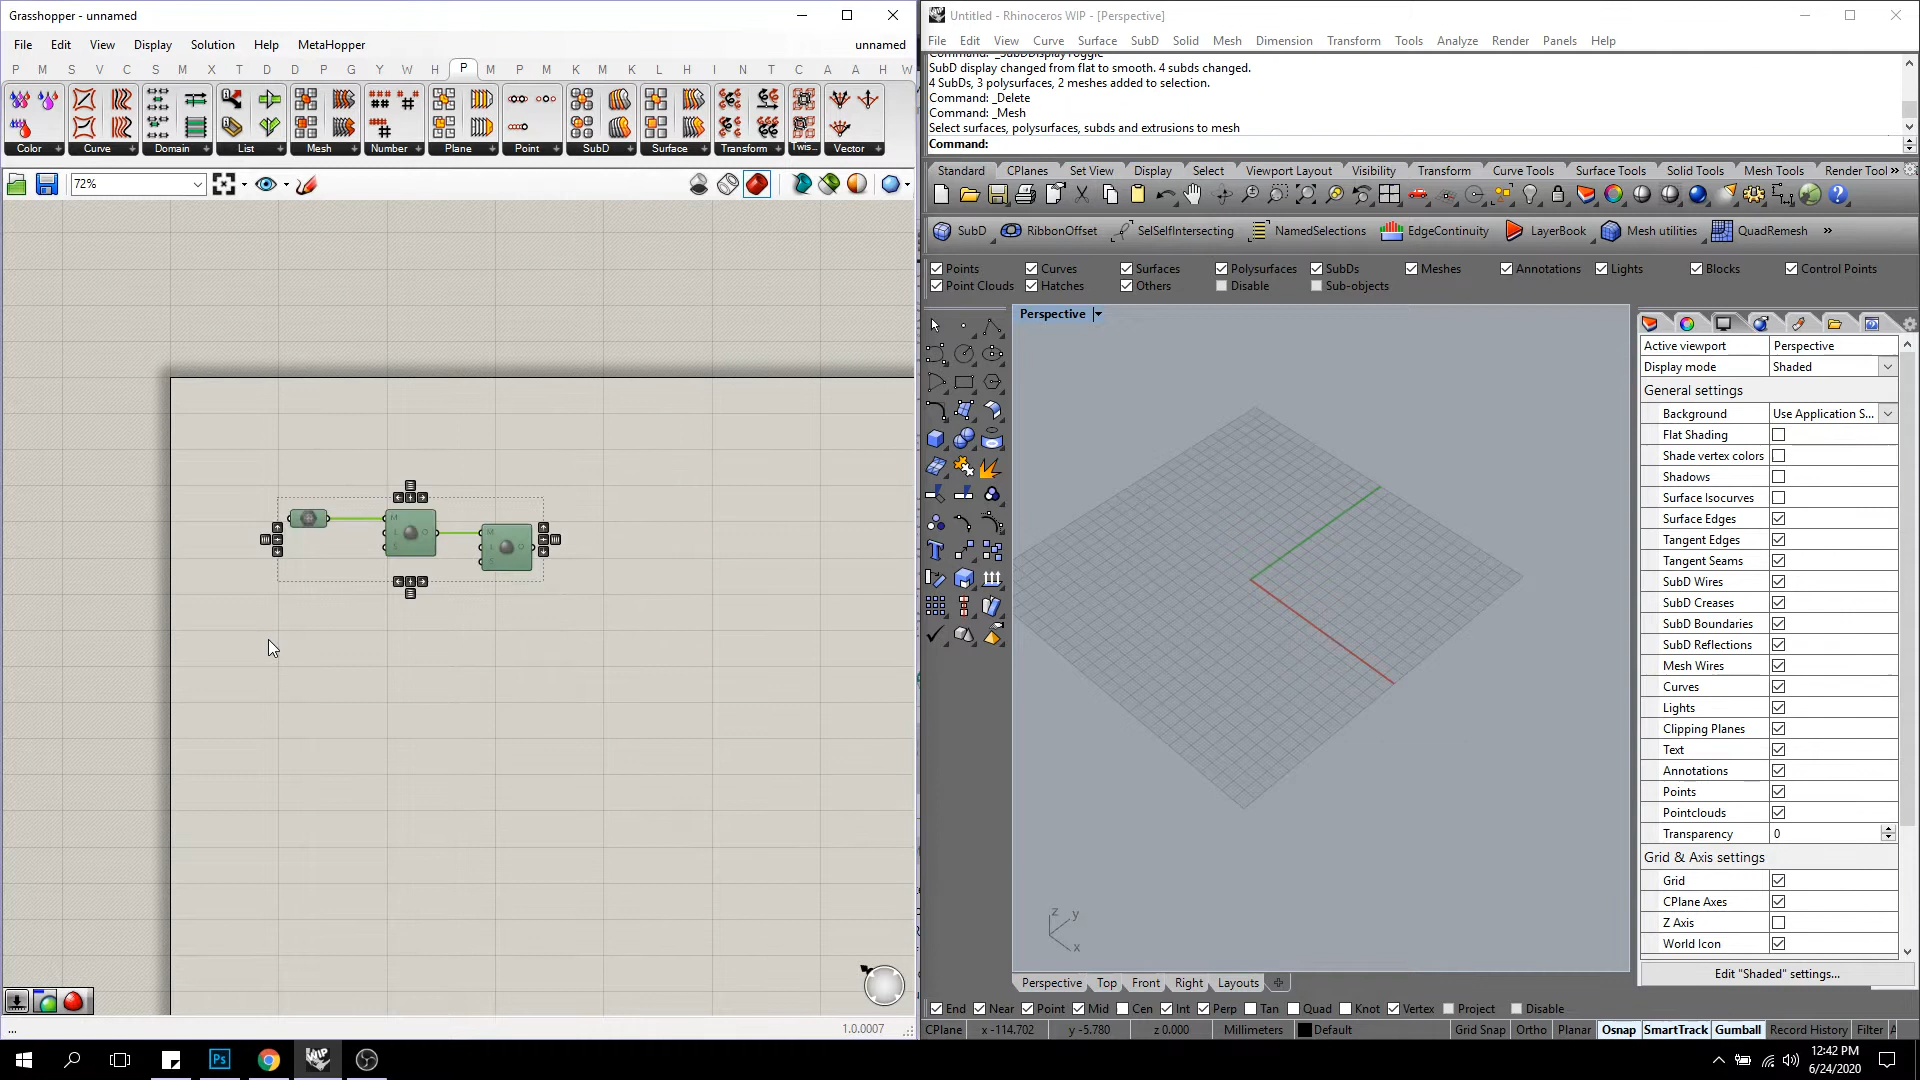 Grasshopper - unnamed
File Edit View Display Solution Help MetaHopper unnamed
P M S V C S M X T D D P G Y W H P M P M K M L H I N T D V A A H W
Color Curve Domain List Mesh Number Plane Point SubD Surface Transform Twis... Vector
72%
M
L
S
O
M
L
O
...
1.0.0007
Untitled - Rhinoceros WIP - [Perspective]
File Edit View Curve Surface SubD Solid Mesh Dimension Transform Tools Analyze Render Panels Help
Command: _SubDDisplayToggle
SubD display changed from flat to smooth. 4 subds changed.
4 SubDs, 3 polysurfaces, 2 meshes added to selection.
Command: _Delete
Command: _Mesh
Select surfaces, polysurfaces, subds and extrusions to mesh
Command:
Standard CPlanes Set View Display Select Viewport Layout Visibility Transform Curve Tools Surface Tools Solid Tools Mesh Tools Render Tool »
SubD RibbonOffset SelSelfIntersecting NamedSelections EdgeContinuity LayerBook Mesh utilities QuadRemesh »
Points Curves Surfaces Polysurfaces SubDs Meshes Annotations Lights Blocks Control Points
Point Clouds Hatches Others Disable Sub-objects
Perspective
z
y
x
Active viewport Perspective
Display mode Shaded
General settings
Background Use Application S...
Flat Shading
Shade vertex colors
Shadows
Surface Isocurves
Surface Edges
Tangent Edges
Tangent Seams
SubD Wires
SubD Creases
SubD Boundaries
SubD Reflections
Mesh Wires
Curves
Lights
Clipping Planes
Text
Annotations
Points
Pointclouds
Transparency 0
Grid & Axis settings
Grid
CPlane Axes
Z Axis
World Icon
Edit "Shaded" settings...
Perspective Top Front Right Layouts
End Near Point Mid Cen Int Perp Tan Quad Knot Vertex Project Disable
CPlane x -114.702 y -5.780 z 0.000 Millimeters Default Grid Snap Ortho Planar Osnap SmartTrack Gumball Record History Filter A
Ps WIP
12:42 PM
6/24/2020